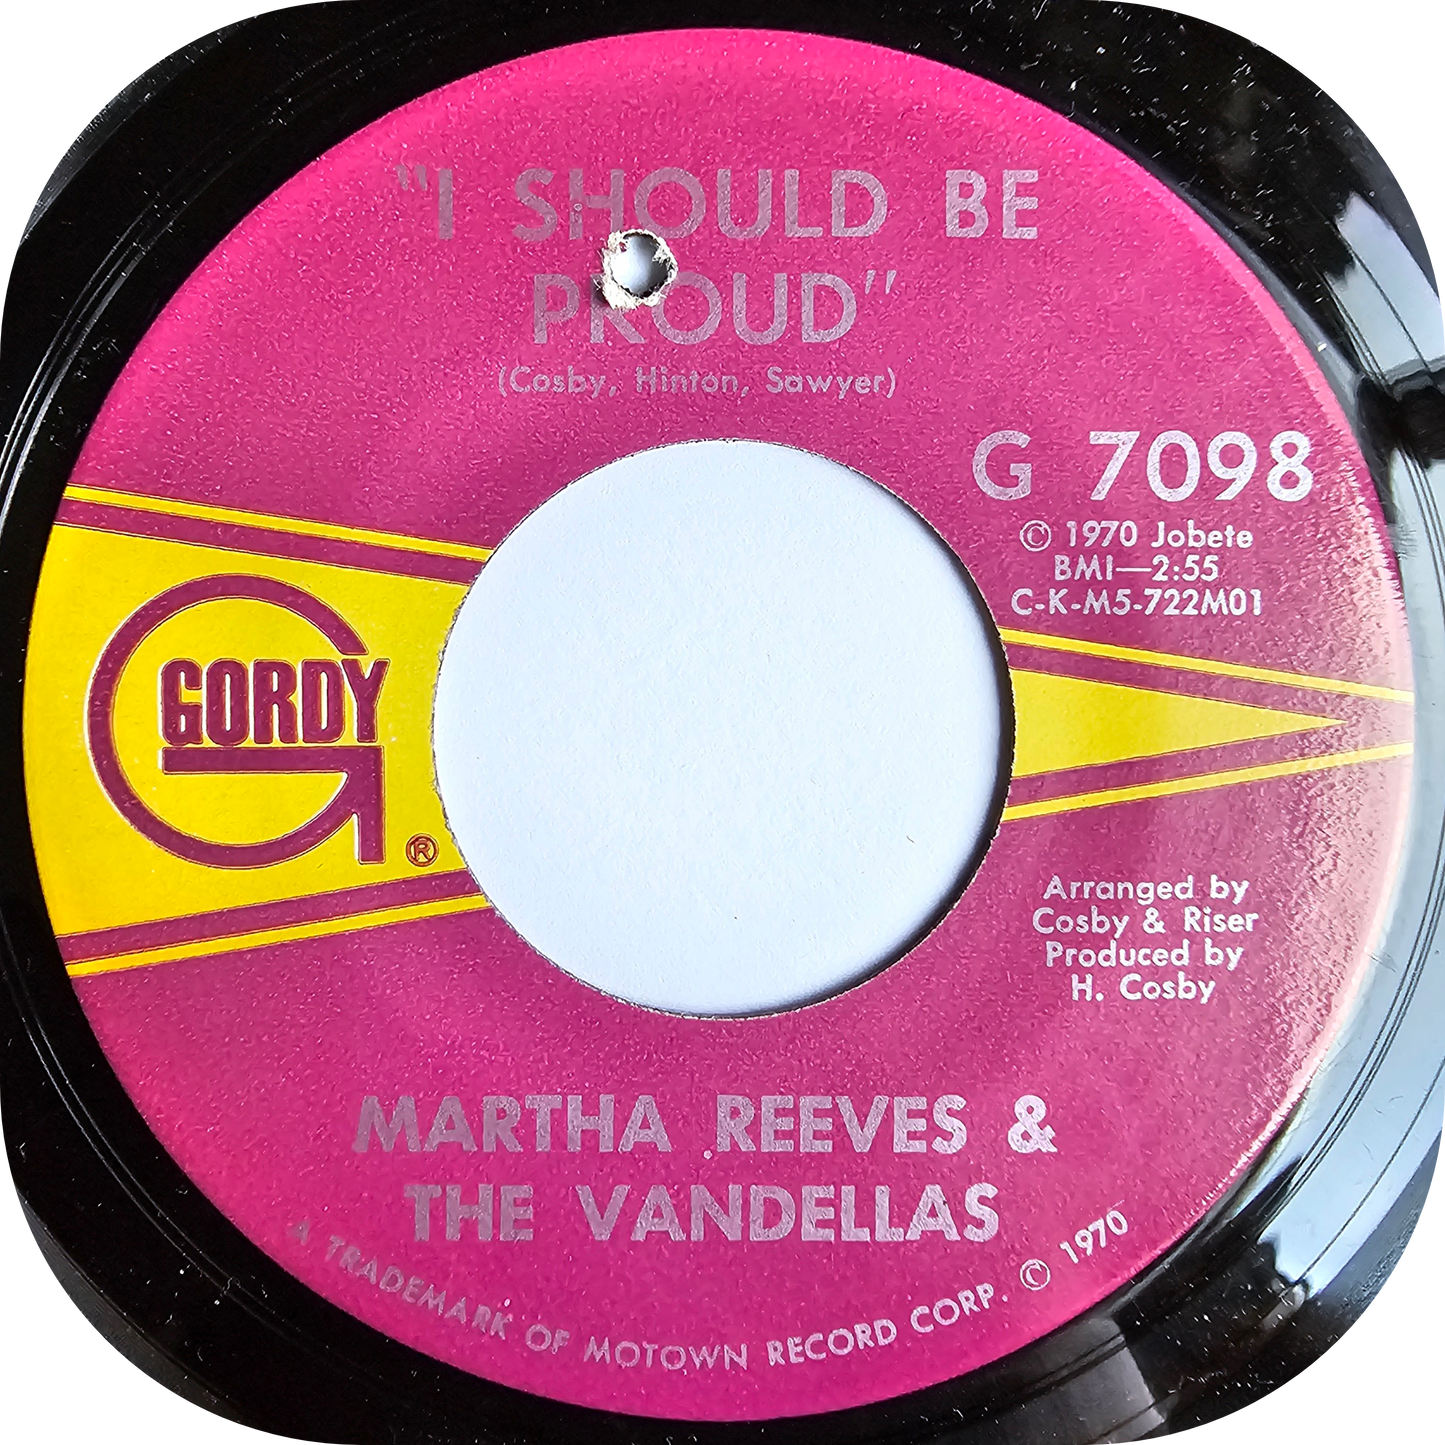 "I SHOULD BE
PROUD"
(Cosby, Hinton, Sawyer)
G 7098
© 1970 Jobete
BMI—2:55
C-K-M5-722M01
GORDY
®
Arranged by
Cosby & Riser
Produced by
H. Cosby
MARTHA REEVES &
THE VANDELLAS
A TRADEMARK OF MOTOWN RECORD CORP. © 1970